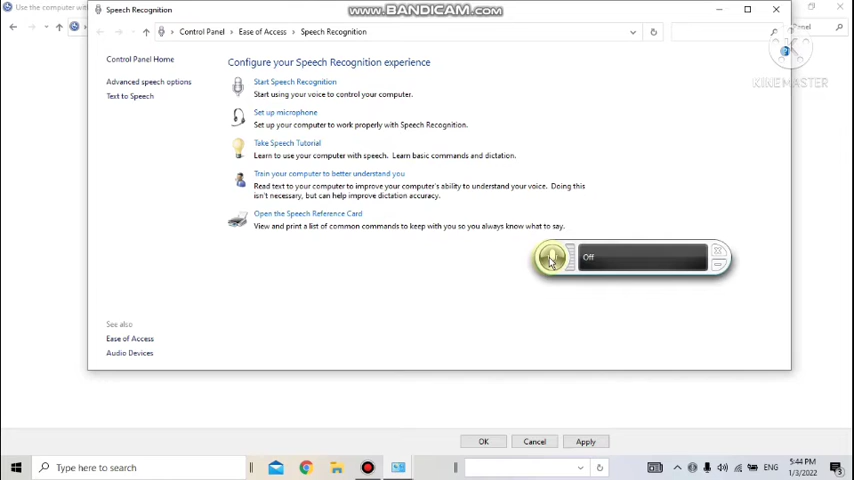 Use the computer with
Speech Recognition
www.BANDICAM.com
Control Panel
Ease of Access
Speech Recognition
Panel
KINEMASTER
Control Panel Home
Advanced speech options
Text to Speech
Configure your Speech Recognition experience
Start Speech Recognition
Start using your voice to control your computer.
Set up microphone
Set up your computer to work properly with Speech Recognition.
Take Speech Tutorial
Learn to use your computer with speech. Learn basic commands and dictation.
Train your computer to better understand you
Read text to your computer to improve your computer's ability to understand your voice. Doing this
isn't necessary, but can help improve dictation accuracy.
Open the Speech Reference Card
View and print a list of common commands to keep with you so you always know what to say.
Off
See also
Ease of Access
Audio Devices
OK
Cancel
Apply
Type here to search
ENG
5:44 PM
1/3/2022